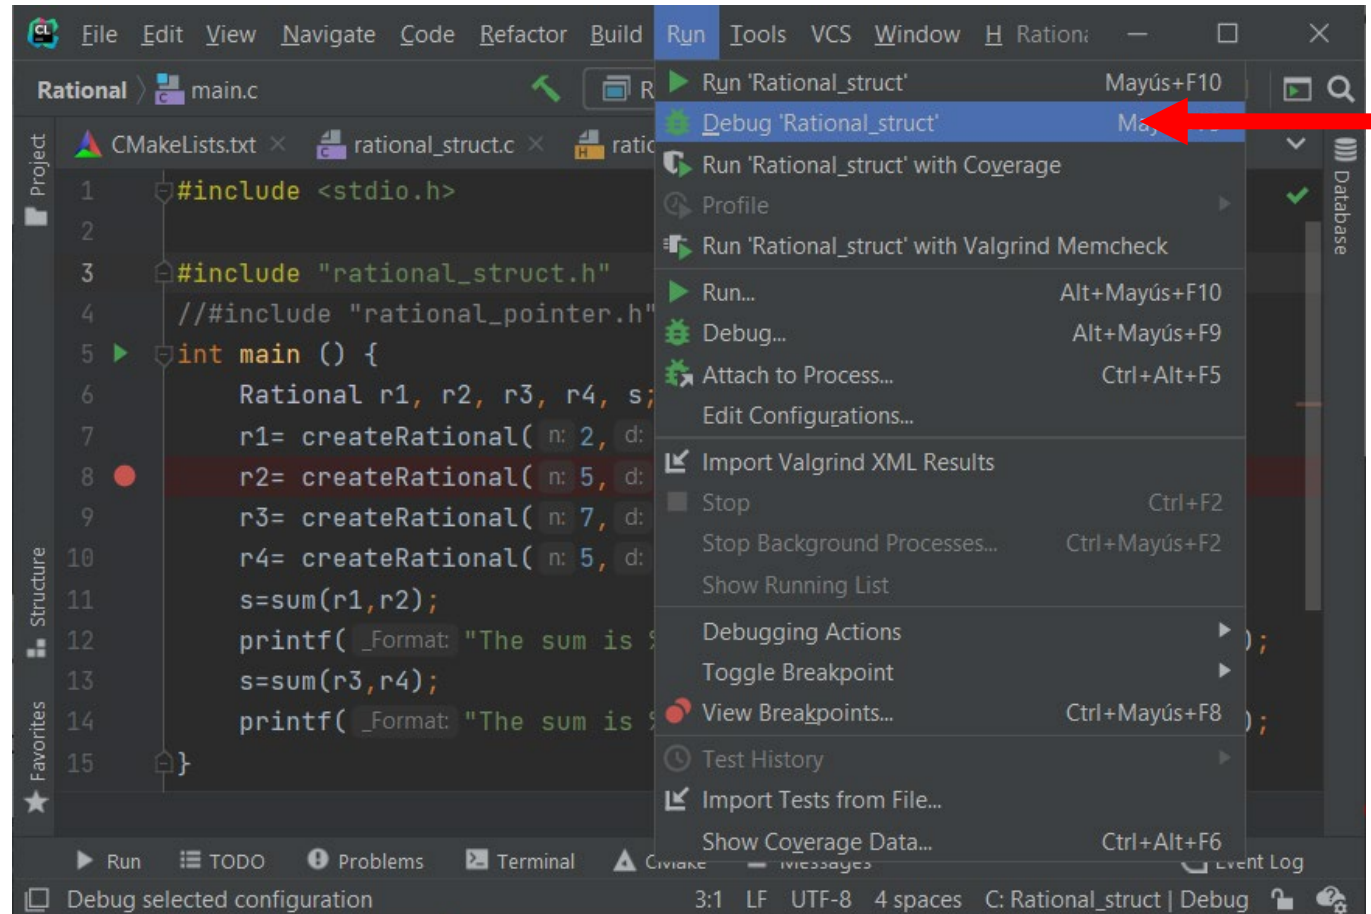 CL File Edit View Navigate Code Refactor Build Run Tools VCS Window H Rationa
Rational main.c R
CMakeLists.txt rational_struct.c H ratio
Project
Structure
Favorites
Database
1 #include <stdio.h>
2
3 #include "rational_struct.h"
4 //#include "rational_pointer.h"
5 int main () {
6 Rational r1, r2, r3, r4, s;
7 r1= createRational( n: 2, d:
8 r2= createRational( n: 5, d:
9 r3= createRational( n: 7, d:
10 r4= createRational( n: 5, d:
11 s=sum(r1,r2);
12 printf( _Format: "The sum is );
13 s=sum(r3,r4);
14 printf( _Format: "The sum is );
15 }
Run 'Rational_struct' Mayús+F10
Debug 'Rational_struct'
Run 'Rational_struct' with Coverage
Profile
Run 'Rational_struct' with Valgrind Memcheck
Run... Alt+Mayús+F10
Debug... Alt+Mayús+F9
Attach to Process... Ctrl+Alt+F5
Edit Configurations...
Import Valgrind XML Results
Stop Ctrl+F2
Stop Background Processes... Ctrl+Mayús+F2
Show Running List
Debugging Actions
Toggle Breakpoint
View Breakpoints... Ctrl+Mayús+F8
Test History
Import Tests from File...
Show Coverage Data... Ctrl+Alt+F6
Run TODO Problems Terminal CMake Messages Event Log
Debug selected configuration 3:1 LF UTF-8 4 spaces C: Rational_struct | Debug